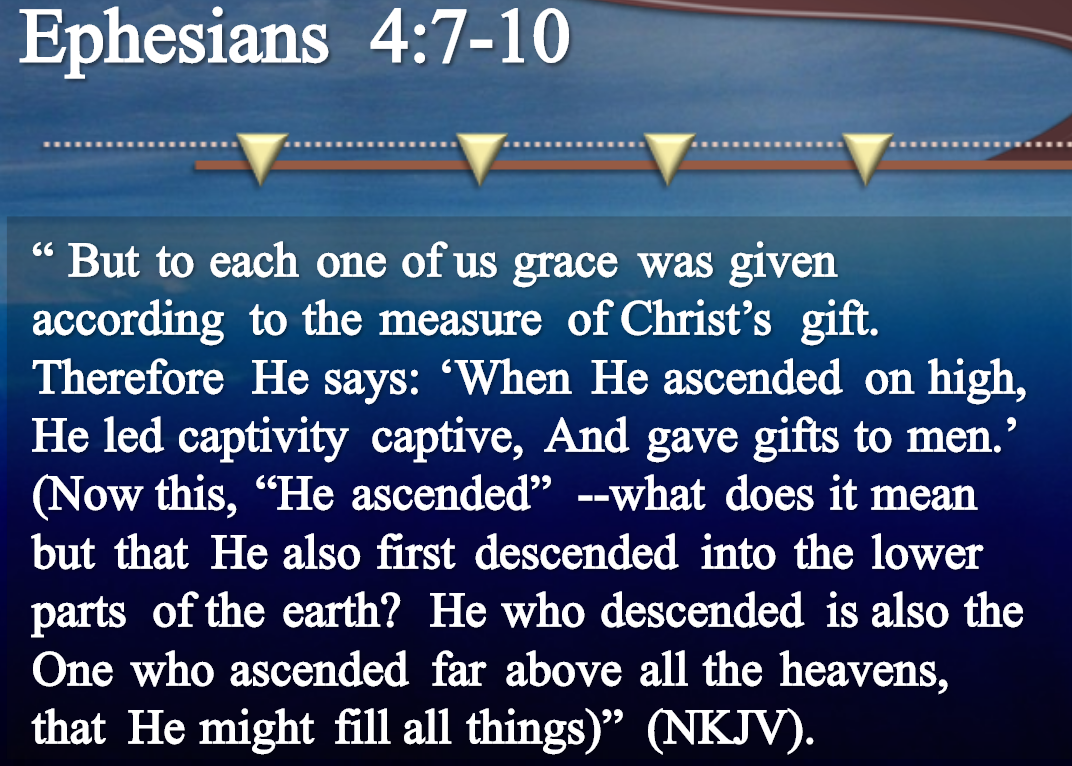 Ephesians 4:7-10
“ But to each one of us grace was given
according to the measure of Christ’s gift.
Therefore He says: ‘When He ascended on high,
He led captivity captive, And gave gifts to men.’
(Now this, “He ascended” --what does it mean
but that He also first descended into the lower
parts of the earth? He who descended is also the
One who ascended far above all the heavens,
that He might fill all things)” (NKJV).